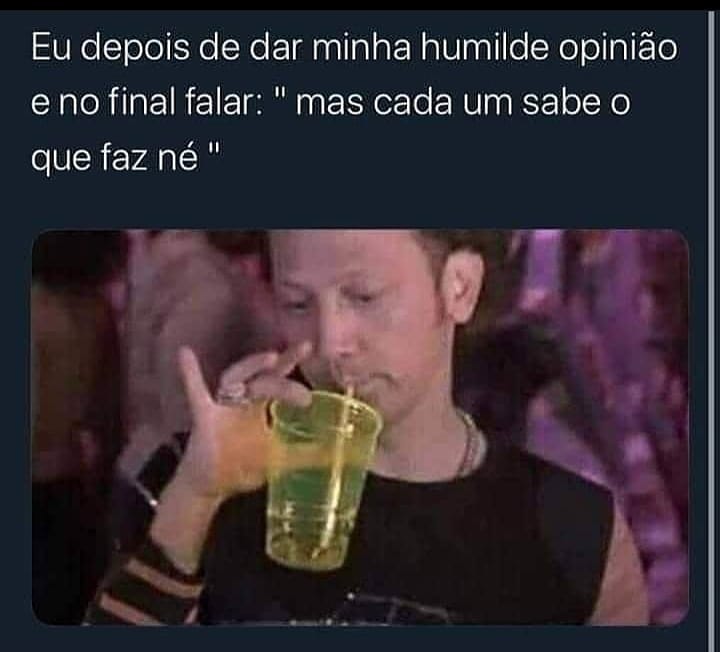 Eu depois de dar minha humilde opinião
e no final falar: " mas cada um sabe o
que faz né "